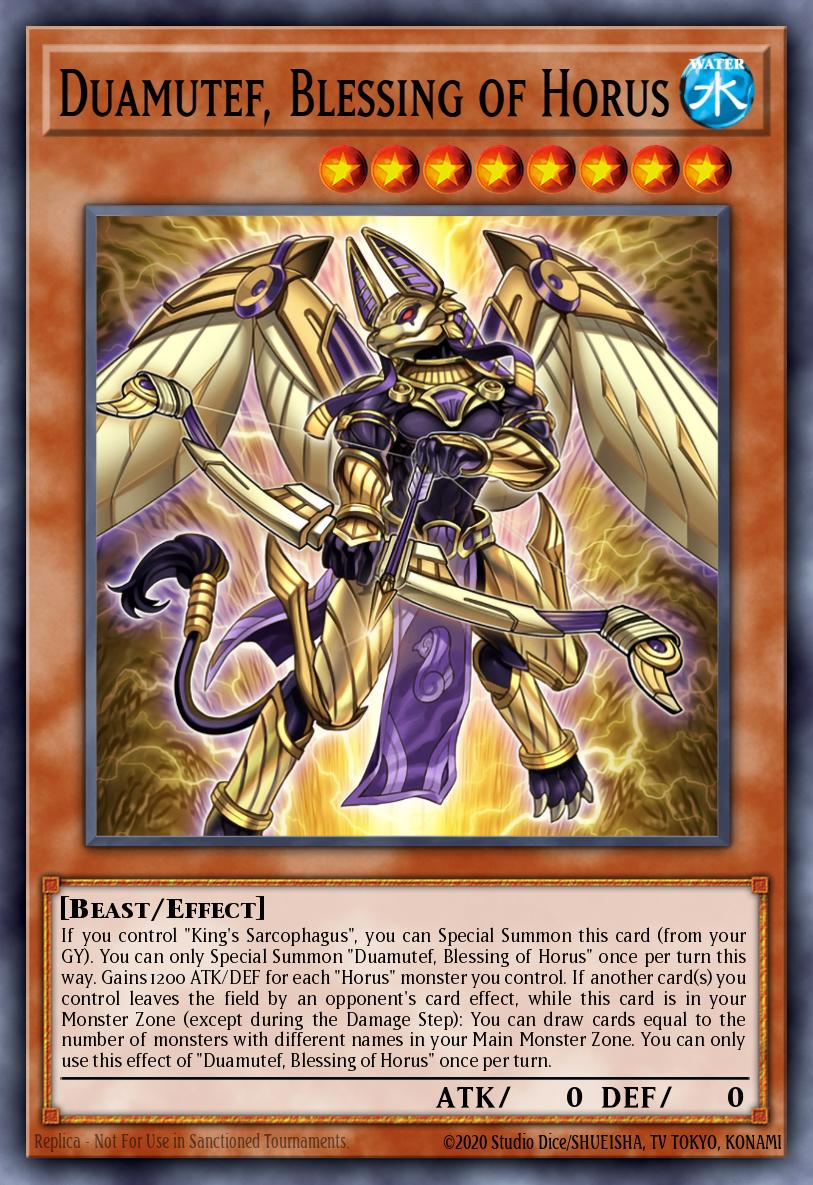 Duamutef, Blessing of Horus
WATER
水
[Beast/Effect]
If you control "King's Sarcophagus", you can Special Summon this card (from your
GY). You can only Special Summon "Duamutef, Blessing of Horus" once per turn this
way. Gains 1200 ATK/DEF for each "Horus" monster you control. If another card(s) you
control leaves the field by an opponent's card effect, while this card is in your
Monster Zone (except during the Damage Step): You can draw cards equal to the
number of monsters with different names in your Main Monster Zone. You can only
use this effect of "Duamutef, Blessing of Horus" once per turn.
ATK/ 0 DEF/ 0
Replica - Not For Use in Sanctioned Tournaments.
©2020 Studio Dice/SHUEISHA, TV TOKYO, KONAMI